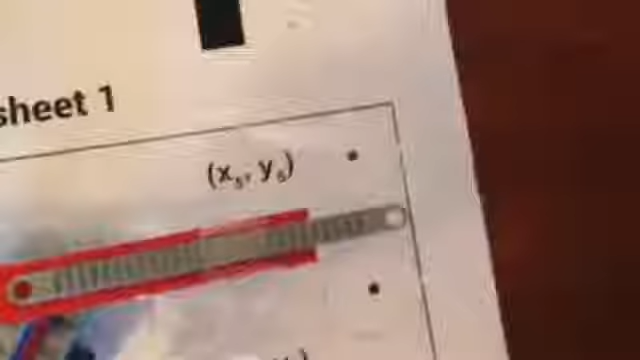 sheet 1
(x₅, y₅)